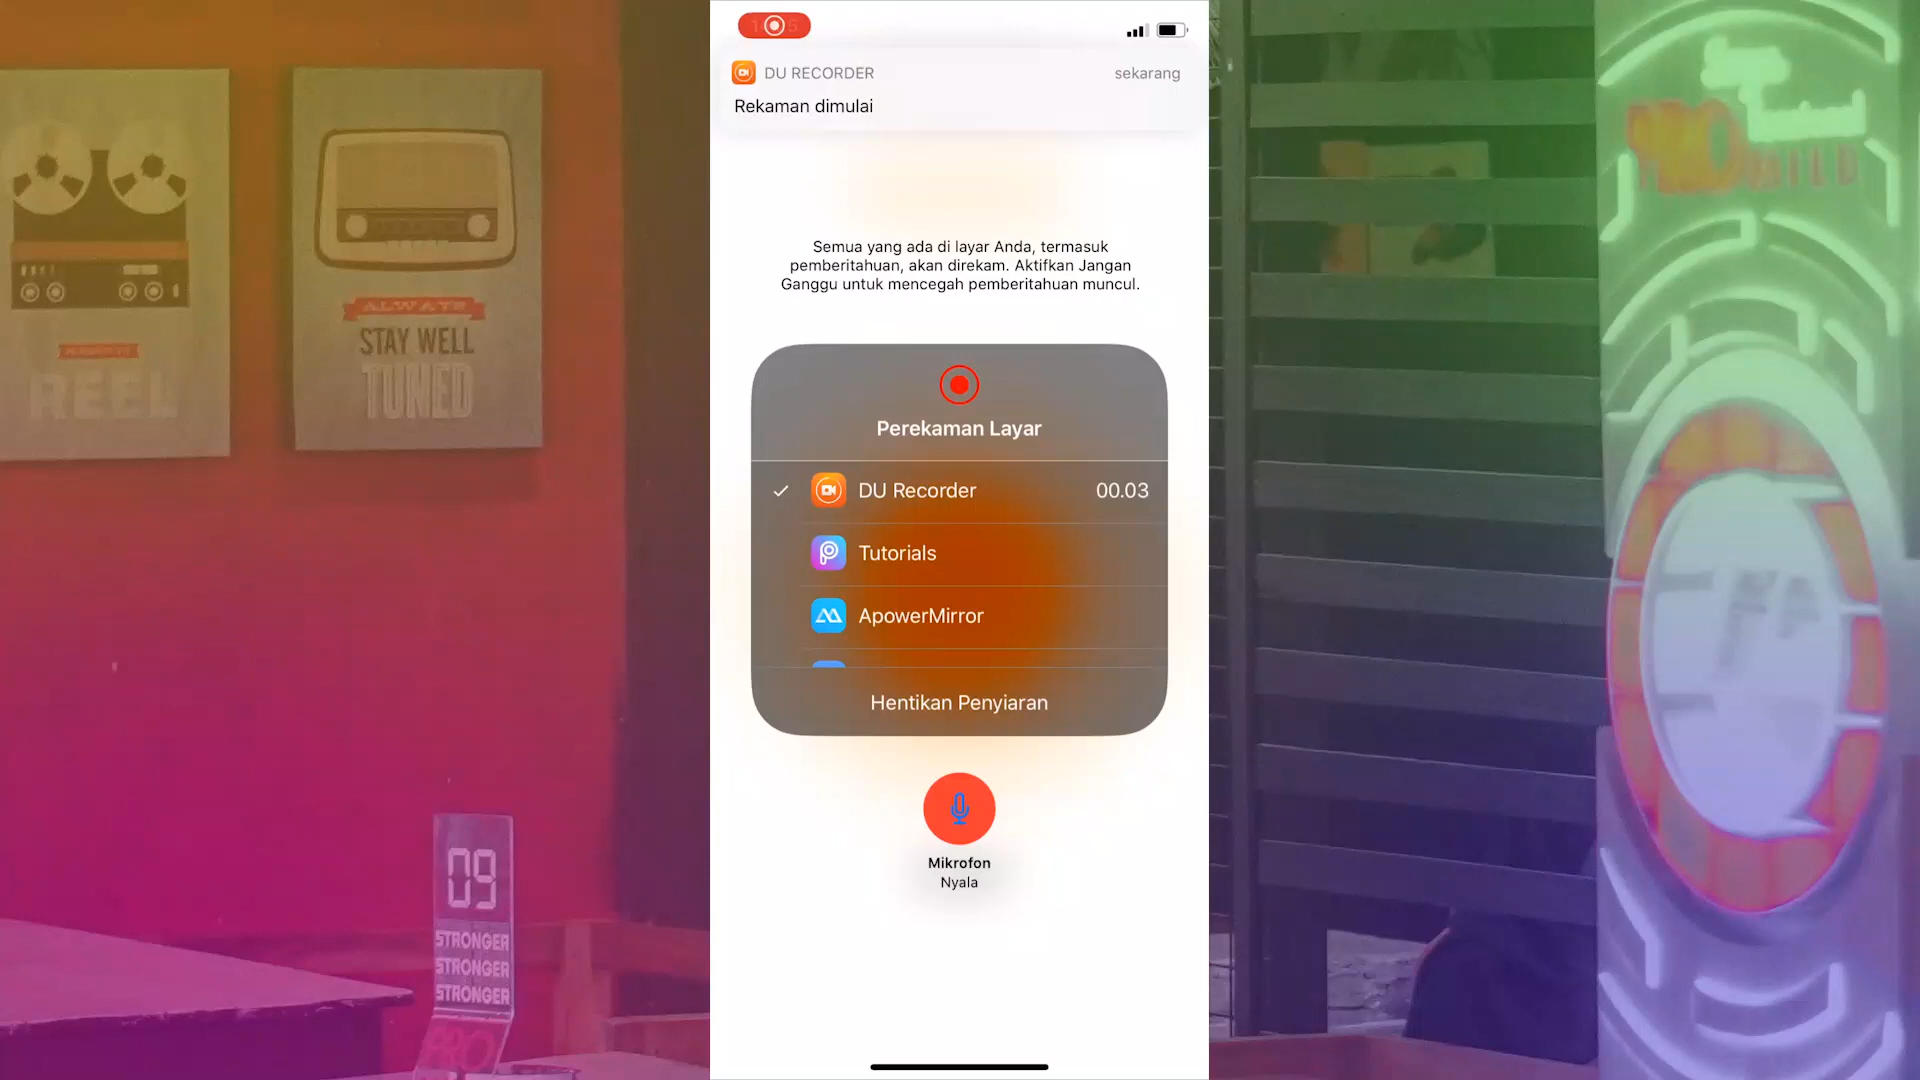 DU RECORDER
sekarang
Rekaman dimulai
Semua yang ada di layar Anda, termasuk
pemberitahuan, akan direkam. Aktifkan Jangan
Ganggu untuk mencegah pemberitahuan muncul.
Perekaman Layar
DU Recorder 00.03
Tutorials
ApowerMirror
Hentikan Penyiaran
Mikrofon
Nyala
REEL
ALWAYS
STAY WELL
TUNED
09
STRONGER
STRONGER
STRONGER
PRO